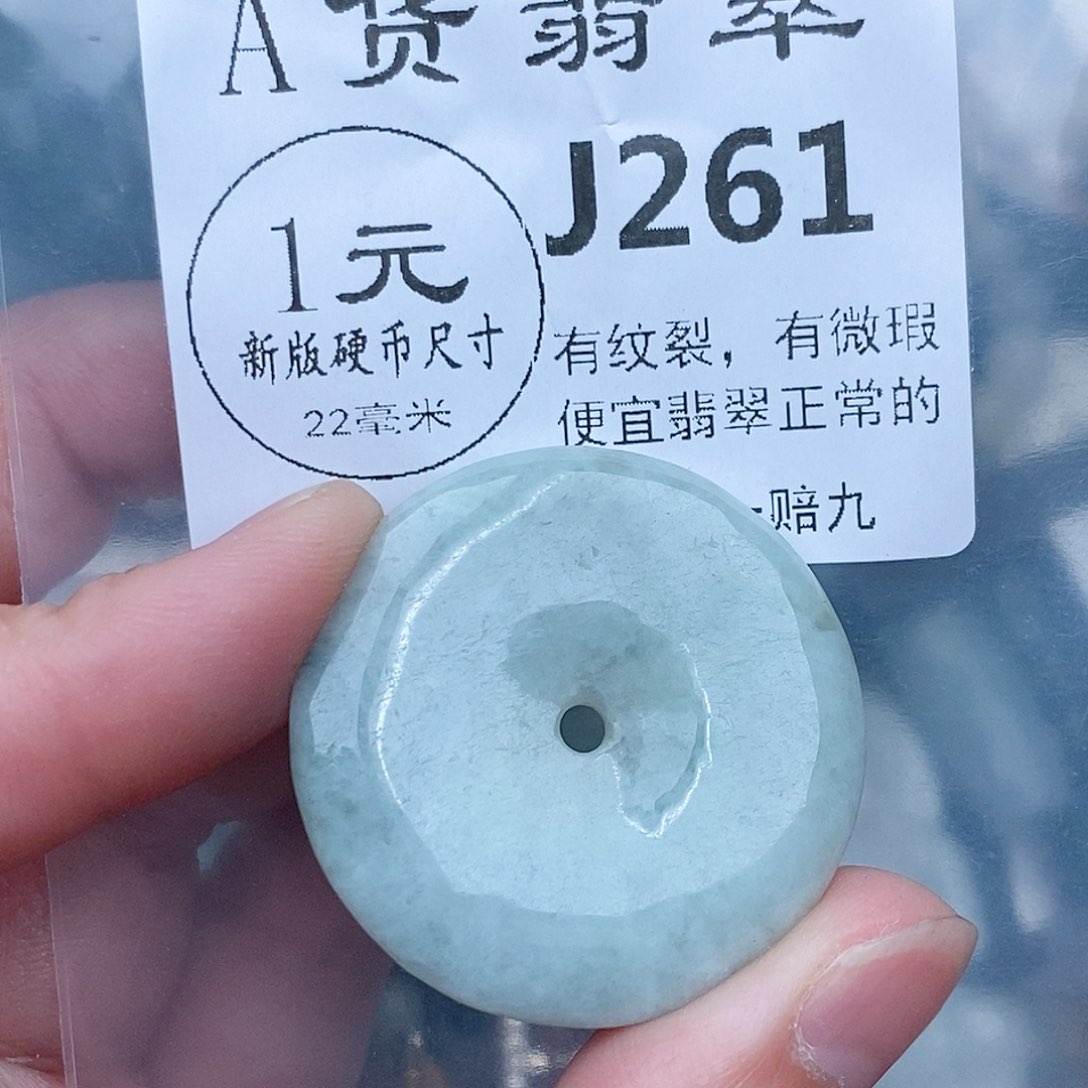 A货翡翠
J261
1元
新版硬币尺寸
22毫米
有纹裂，有微瑕
便宜翡翠正常的
一赔九